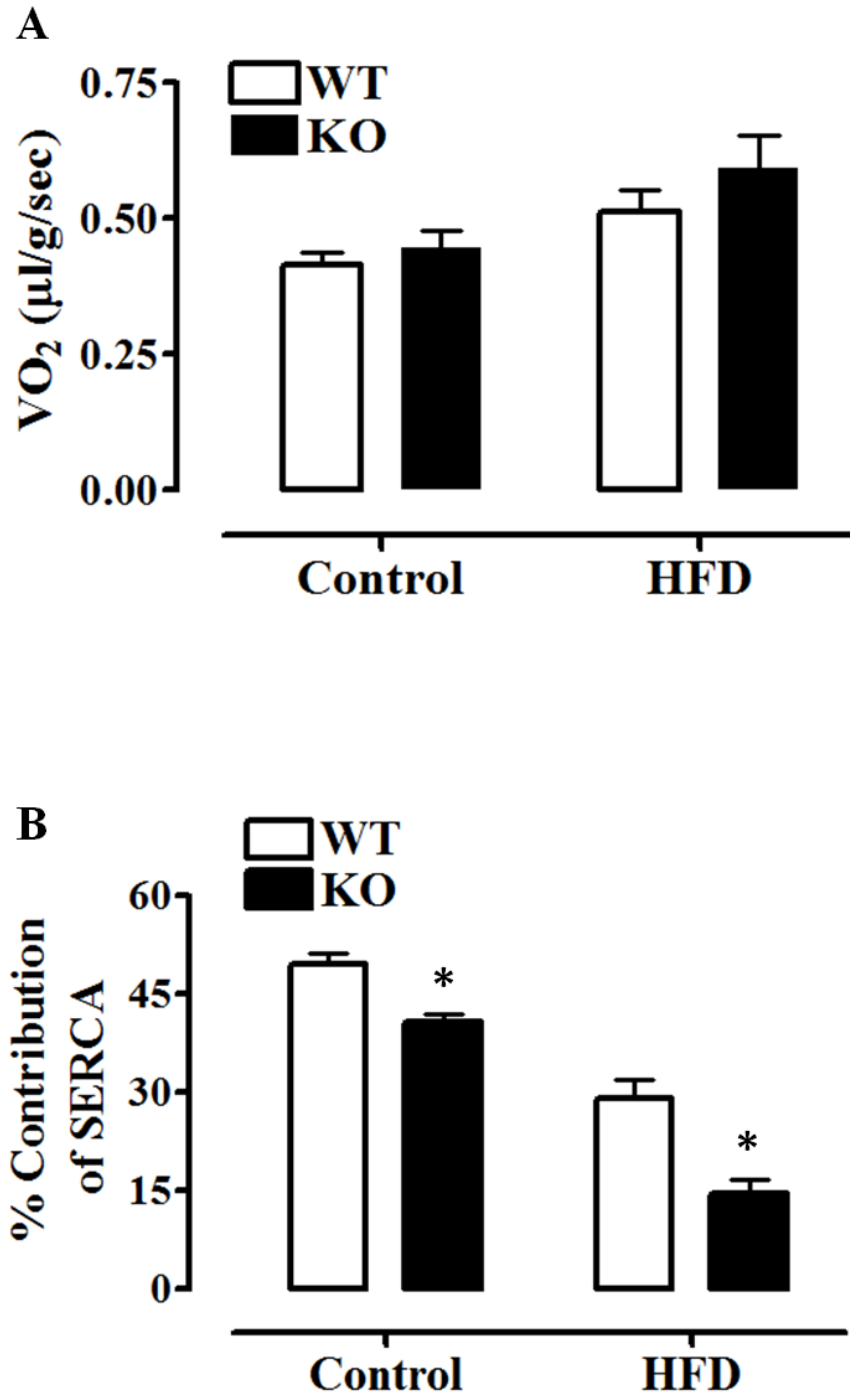 A
WT
KO
0.75
0.50
0.25
0.00
VO₂ (µl/g/sec)
Control HFD
B
WT
KO
60
45
30
15
0
% Contribution
of SERCA
*
*
Control HFD